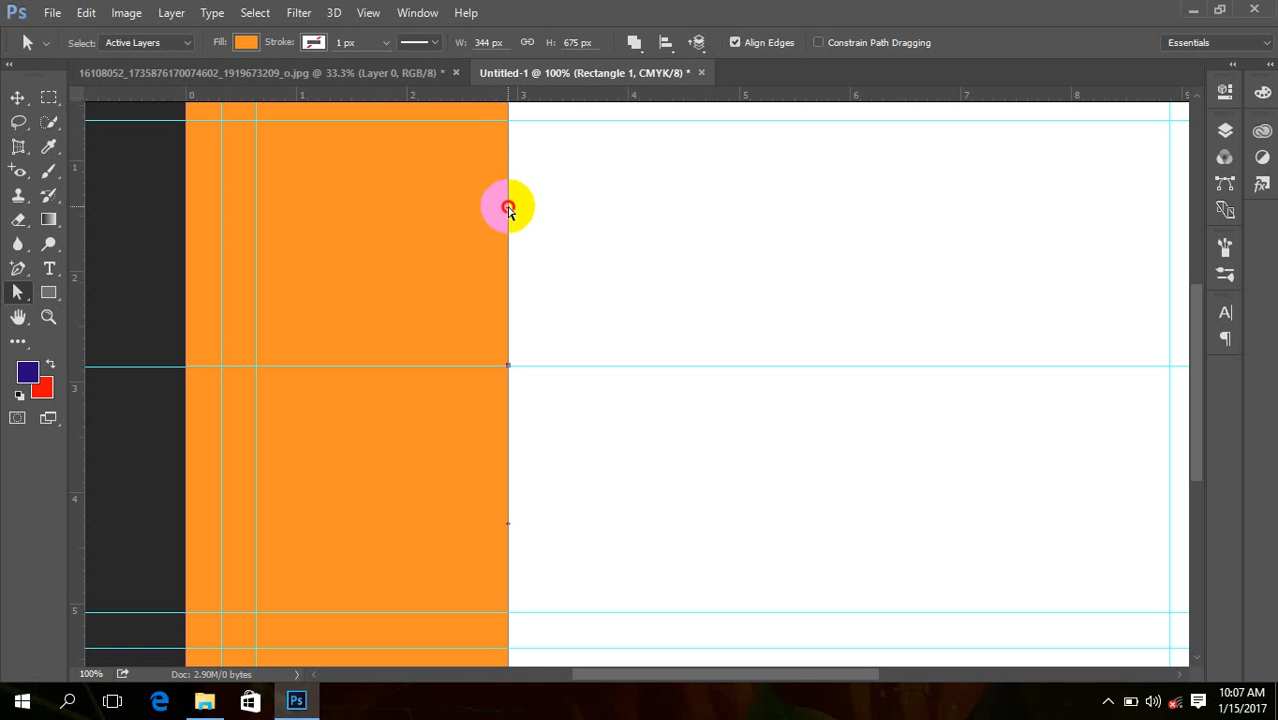 Ps File Edit Image Layer Type Select Filter 3D View Window Help
Select: Active Layers Fill: Stroke: 1 px W: 344 px H: 675 px Align Edges Constrain Path Dragging Essentials
16108052_1735876170074602_1919673209_o.jpg @ 33.3% (Layer 0, RGB/8) * × Untitled-1 @ 100% (Rectangle 1, CMYK/8) * ×
0 1 2 3 4 5 6 7 8 9
1
2
3
4
5
100% Doc: 2.90M/0 bytes
Ps 10:07 AM
1/15/2017